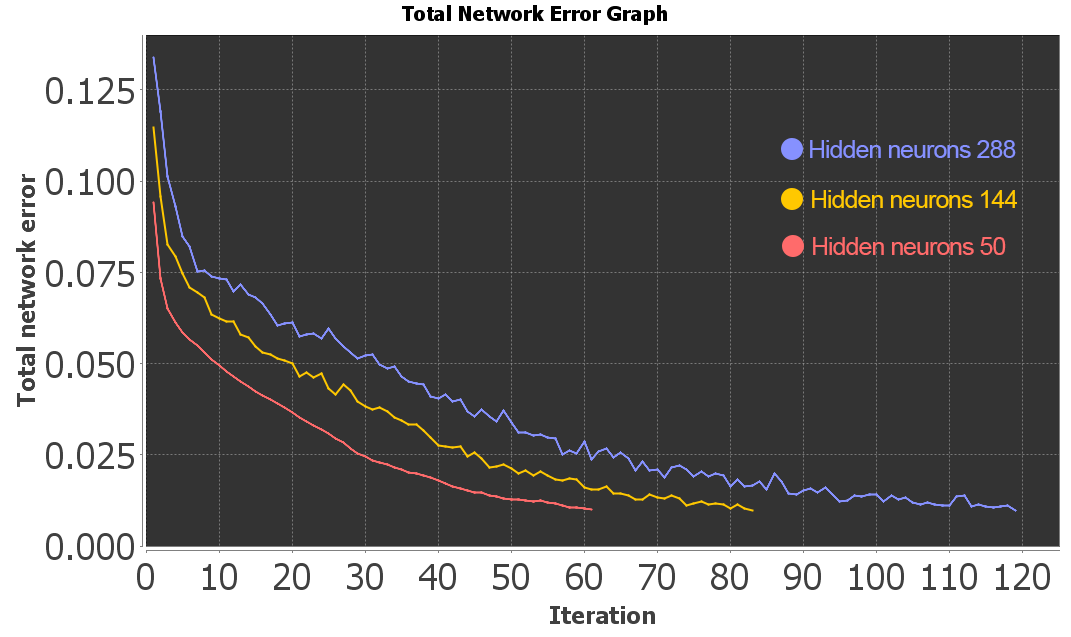 Total Network Error Graph
Total network error
0.125
0.100
0.075
0.050
0.025
0.000
Hidden neurons 288
Hidden neurons 144
Hidden neurons 50
0 10 20 30 40 50 60 70 80 90 100 110 120
Iteration